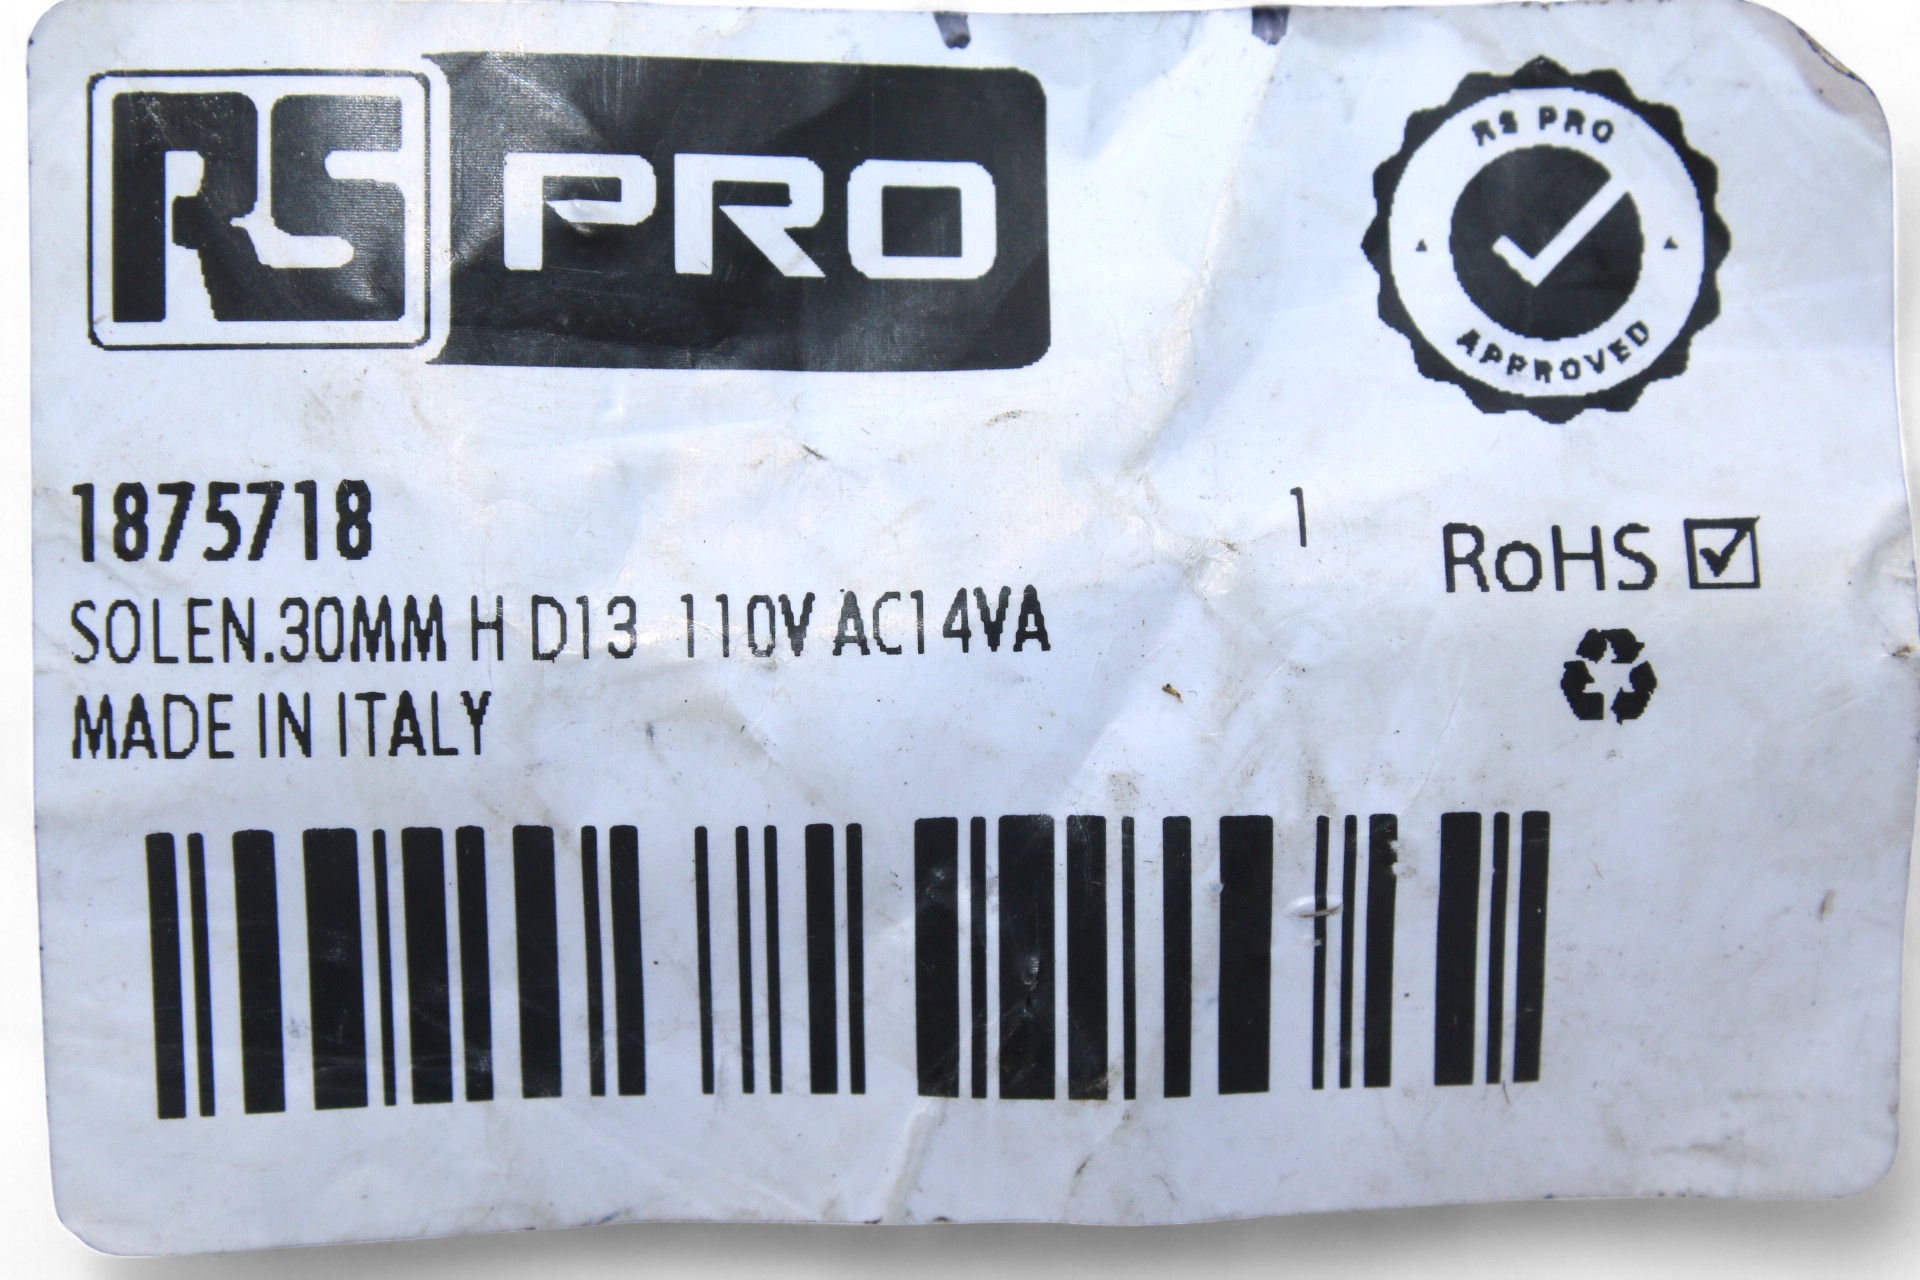 RS PRO
RS PRO
APPROVED
1875718
1
RoHS
SOLEN.30MM H D13 110V AC14VA
MADE IN ITALY